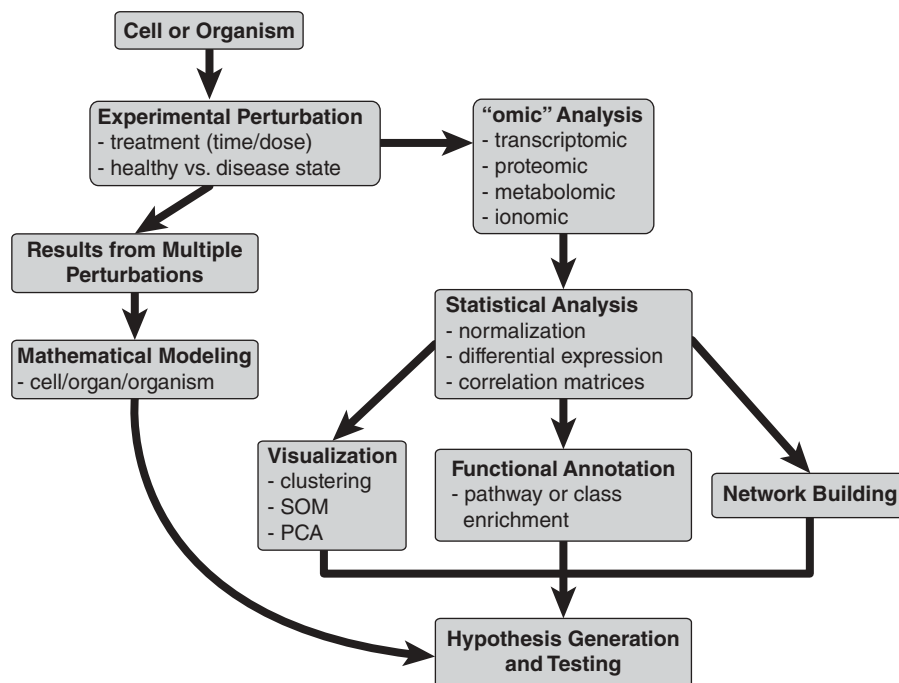 Cell or Organism
Experimental Perturbation
- treatment (time/dose)
- healthy vs. disease state
“omic” Analysis
- transcriptomic
- proteomic
- metabolomic
- ionomic
Results from Multiple
Perturbations
Mathematical Modeling
- cell/organ/organism
Statistical Analysis
- normalization
- differential expression
- correlation matrices
Visualization
- clustering
- SOM
- PCA
Functional Annotation
- pathway or class
enrichment
Network Building
Hypothesis Generation
and Testing